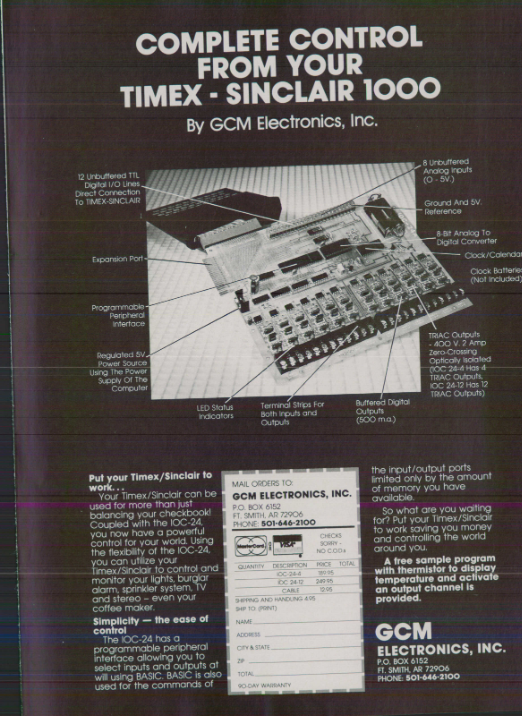 COMPLETE CONTROL
FROM YOUR
TIMEX - SINCLAIR 1000
By GCM Electronics, Inc.
12 Unbuffered TTL
Digital I/O Lines
Direct Connection
To TIMEX-SINCLAIR
Expansion Port
Programmable
Peripheral
Interface
Regulated 5V
Power Source
Using The Power
Supply Of The
Computer
LED Status
Indicators
Terminal Strips For
Both Inputs and
Outputs
Buffered Digital
Outputs
(500 m.a.)
8 Unbuffered
Analog Inputs
(0 - 5V.)
Ground And 5V
Reference
8-Bit Analog To
Digital Converter
Clock/Calendar
Clock Batteries
(Not Included)
TRIAC Outputs
- 400 V. 2 Amp
Zero-Crossing
Optically Isolated
(IOC 24-4 Has 4
TRIAC Outputs,
IOC 24-12 Has 12
TRIAC Outputs)
Put your Timex/Sinclair to
work. . .
Your Timex/Sinclair can be
used for more than just
balancing your checkbook!
Coupled with the IOC-24,
you now have a powerful
control for your world. Using
the flexibility of the IOC-24,
you can utilize your
Timex/Sinclair to control and
monitor your lights, burglar
alarm, sprinkler system, TV
and stereo – even your
coffee maker.
Simplicity — the ease of
control
The IOC-24 has a
programmable peripheral
interface allowing you to
select inputs and outputs at
will using BASIC. BASIC is also
used for the commands of
MAIL ORDERS TO:
GCM ELECTRONICS, INC.
P.O. BOX 6152
FT. SMITH, AR 72906
PHONE: 501-646-2100
MasterCard
VISA
CHECKS
SORRY -
NO C.O.D.s
QUANTITY DESCRIPTION PRICE TOTAL
IOC 24-4 189.95
IOC 24-12 249.95
CABLE 12.95
SHIPPING AND HANDLING 4.95
SHIP TO: (PRINT)
NAME
ADDRESS
CITY & STATE
ZIP
TOTAL
90-DAY WARRANTY
the input/output ports
limited only by the amount
of memory you have
available.
So what are you waiting
for? Put your Timex/Sinclair
to work saving you money
and controlling the world
around you.
A free sample program
with thermistor to display
temperature and activate
an output channel is
provided.
GCM
ELECTRONICS, INC.
P.O. BOX 6152
FT. SMITH, AR 72906
PHONE: 501-646-2100